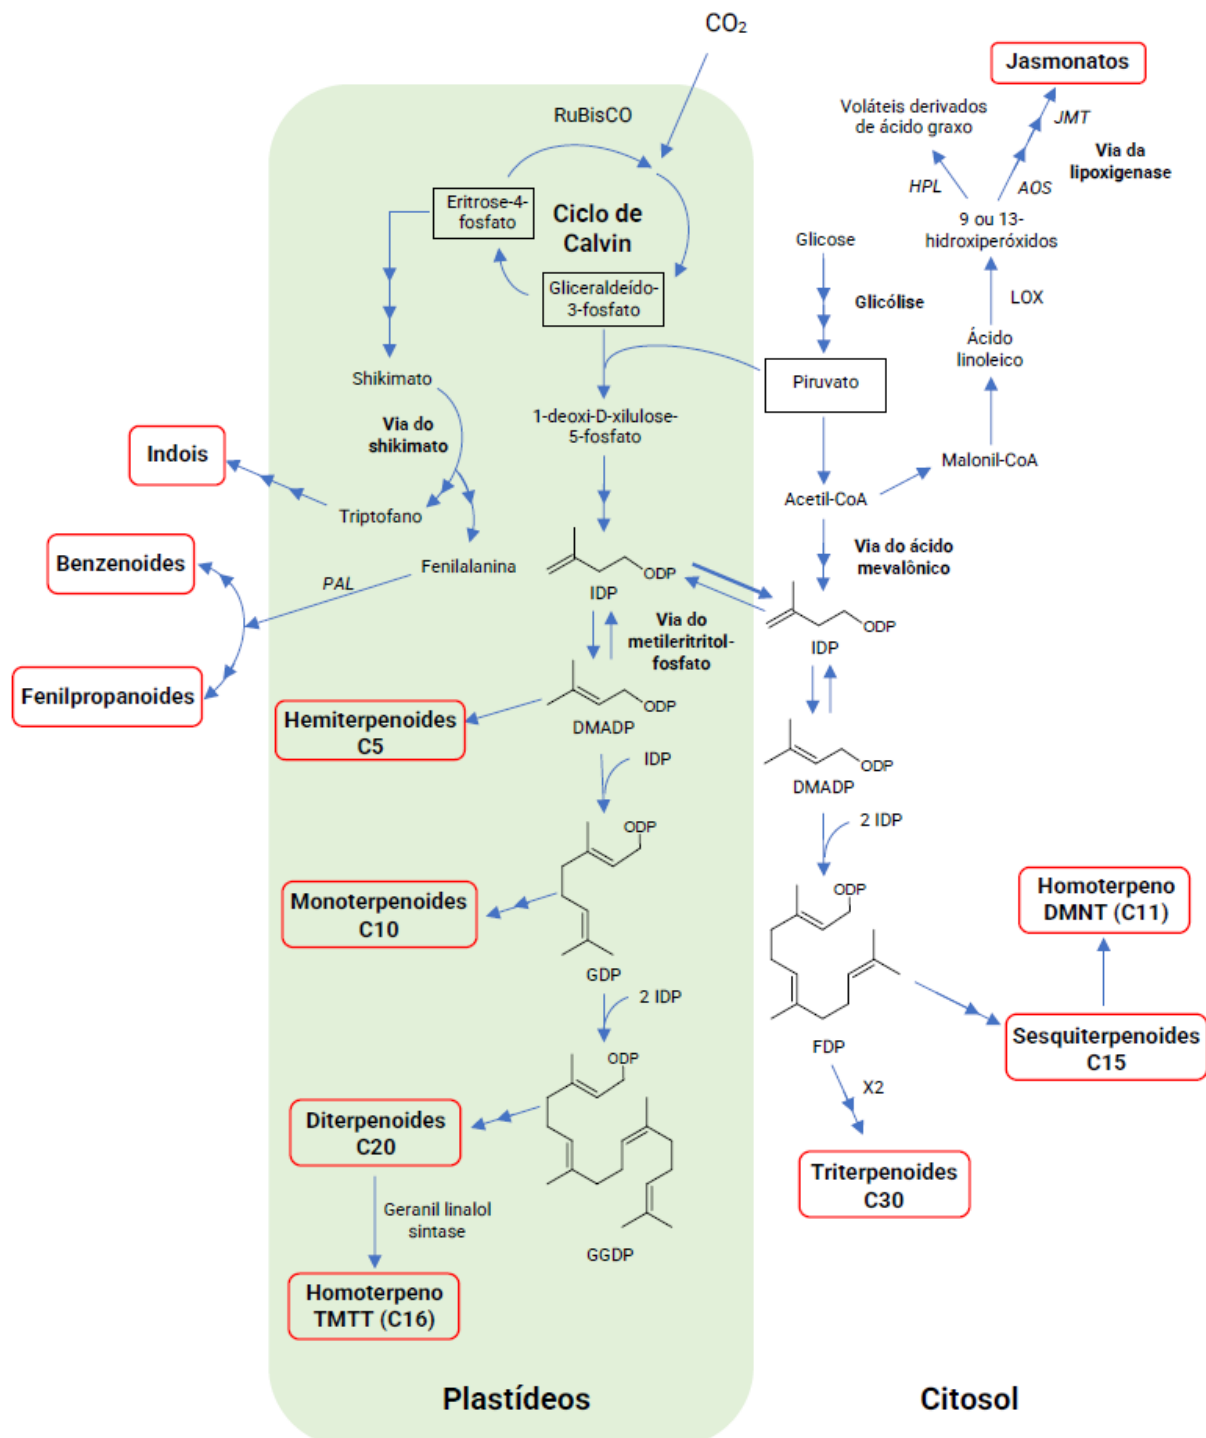 CO₂
Jasmonatos
Voláteis derivados
de ácido graxo
JMT
Via da
lipoxigenase
HPL
AOS
9 ou 13-
hidroxiperóxidos
LOX
Ácido
linoleico
Malonil-CoA
RuBisCO
Eritrose-4-
fosfato
Ciclo de
Calvin
Gliceraldeído-
3-fosfato
Glicose
Glicólise
Piruvato
Acetil-CoA
Via do ácido
mevalônico
Shikimato
Via do
shikimato
1-deoxi-D-xilulose-
5-fosfato
Indois
Triptofano
Fenilalanina
PAL
Benzenoides
Fenilpropanoides
ODP
IDP
Via do
metileritritol-
fosfato
ODP
IDP
Hemiterpenoides
C5
ODP
DMADP
IDP
ODP
DMADP
2 IDP
ODP
Monoterpenoides
C10
GDP
2 IDP
ODP
FDP
X2
Homoterpeno
DMNT (C11)
Sesquiterpenoides
C15
Triterpenoides
C30
ODP
Diterpenoides
C20
GGDP
Geranil linalol
sintase
Homoterpeno
TMTT (C16)
Plastídeos
Citosol